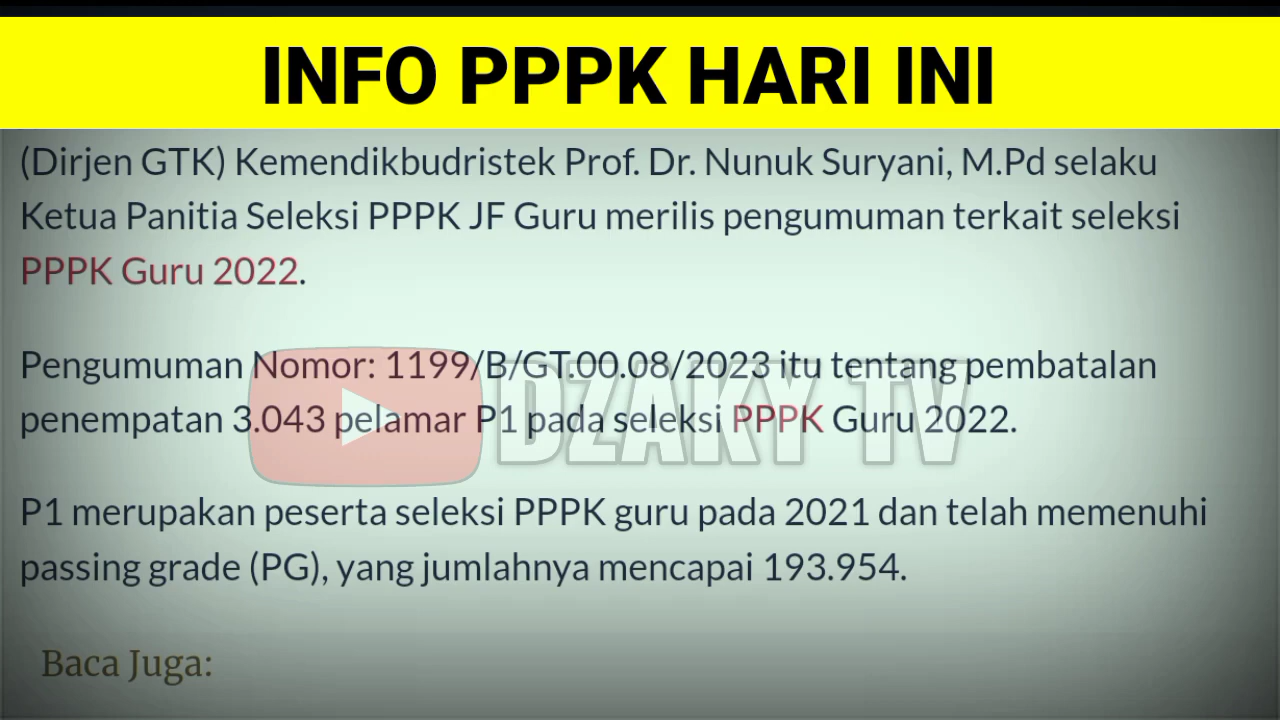 INFO PPPK HARI INI
(Dirjen GTK) Kemendikbudristek Prof. Dr. Nunuk Suryani, M.Pd selaku
Ketua Panitia Seleksi PPPK JF Guru merilis pengumuman terkait seleksi
PPPK Guru 2022.
Pengumuman Nomor: 1199/B/GT.00.08/2023 itu tentang pembatalan
penempatan 3.043 pelamar P1 pada seleksi PPPK Guru 2022.
DZAKY TV
P1 merupakan peserta seleksi PPPK guru pada 2021 dan telah memenuhi
passing grade (PG), yang jumlahnya mencapai 193.954.
Baca Juga: